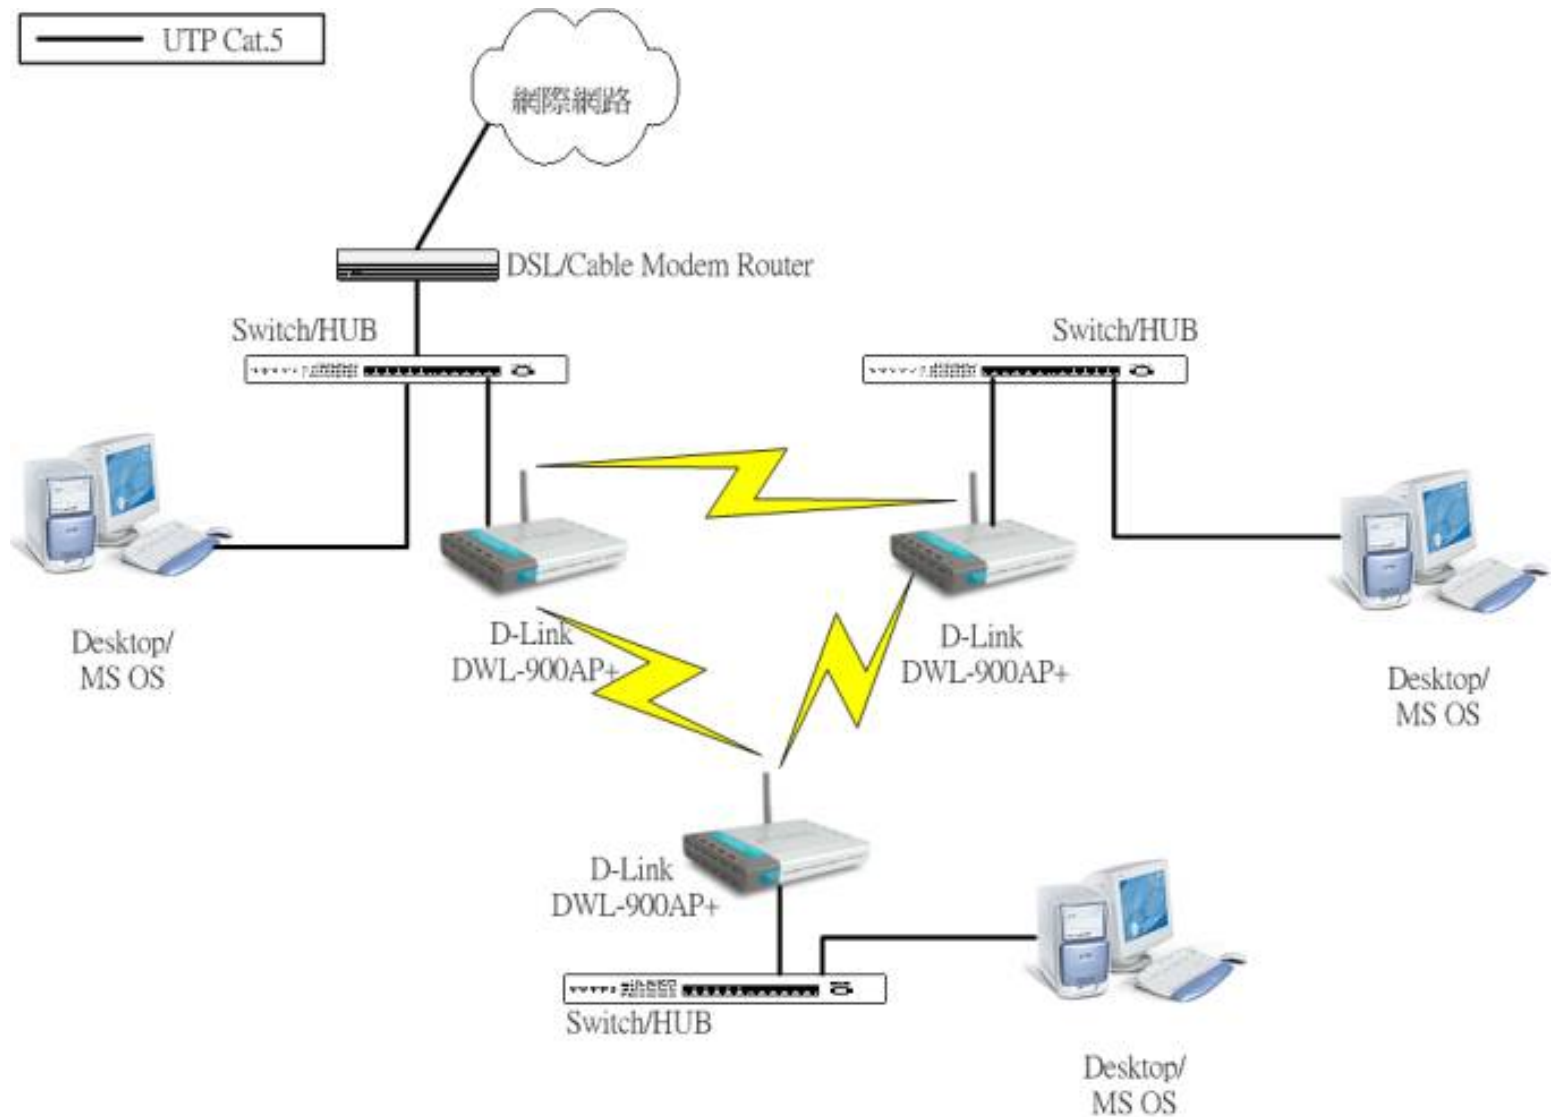 UTP Cat.5
網際網路
DSL/Cable Modem Router
Switch/HUB
Switch/HUB
Desktop/
MS OS
D-Link
DWL-900AP+
D-Link
DWL-900AP+
Desktop/
MS OS
D-Link
DWL-900AP+
Switch/HUB
Desktop/
MS OS